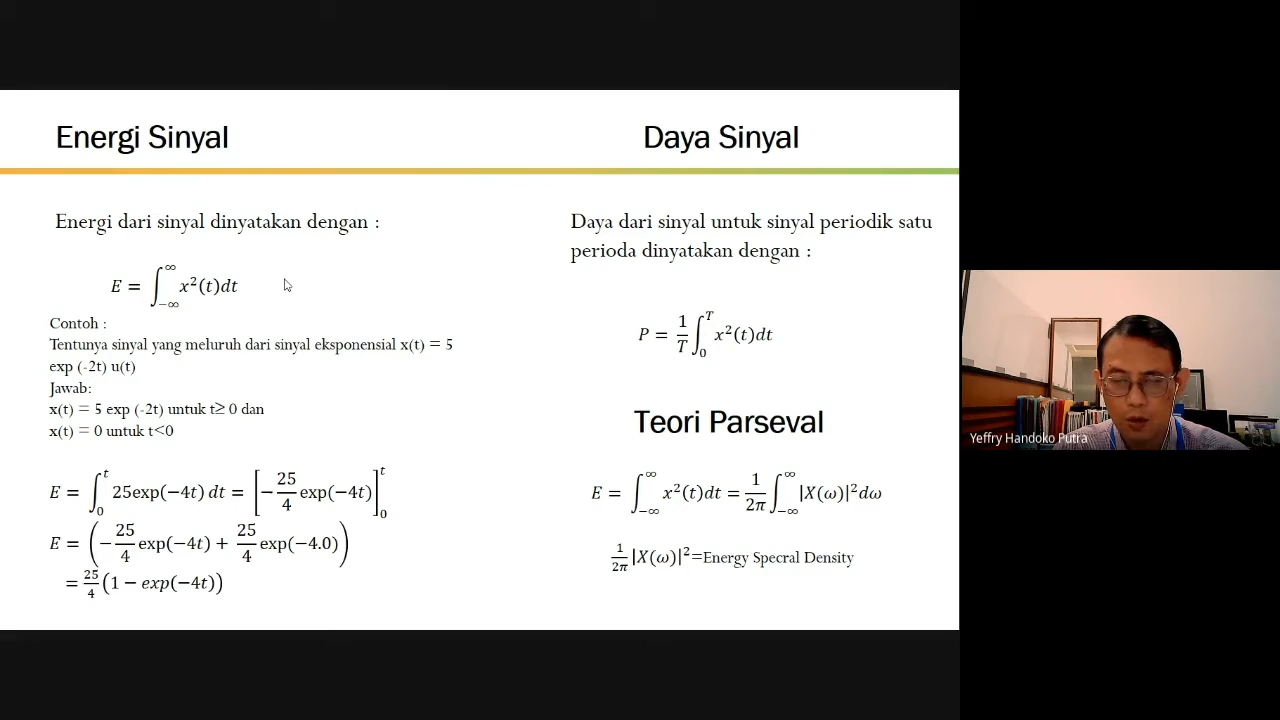 Energi Sinyal
Energi dari sinyal dinyatakan dengan :
E = ∫_{-∞}^{∞} x²(t)dt
Contoh :
Tentunya sinyal yang meluruh dari sinyal eksponensial x(t) = 5
exp (-2t) u(t)
Jawab:
x(t) = 5 exp (-2t) untuk t≥ 0 dan
x(t) = 0 untuk t<0
E = ∫_{0}^{t} 25exp(−4t) dt = [−25/4 exp(−4t)]_{0}^{t}
E = (−25/4 exp(−4t) + 25/4 exp(−4.0))
= 25/4 (1 − exp(−4t))
Daya Sinyal
Daya dari sinyal untuk sinyal periodik satu
perioda dinyatakan dengan :
P = 1/T ∫_{0}^{T} x²(t)dt
Teori Parseval
E = ∫_{-∞}^{∞} x²(t)dt = 1/2π ∫_{-∞}^{∞} |X(ω)|²dω
1/2π |X(ω)|²=Energy Specral Density
Yeffry Handoko Putra